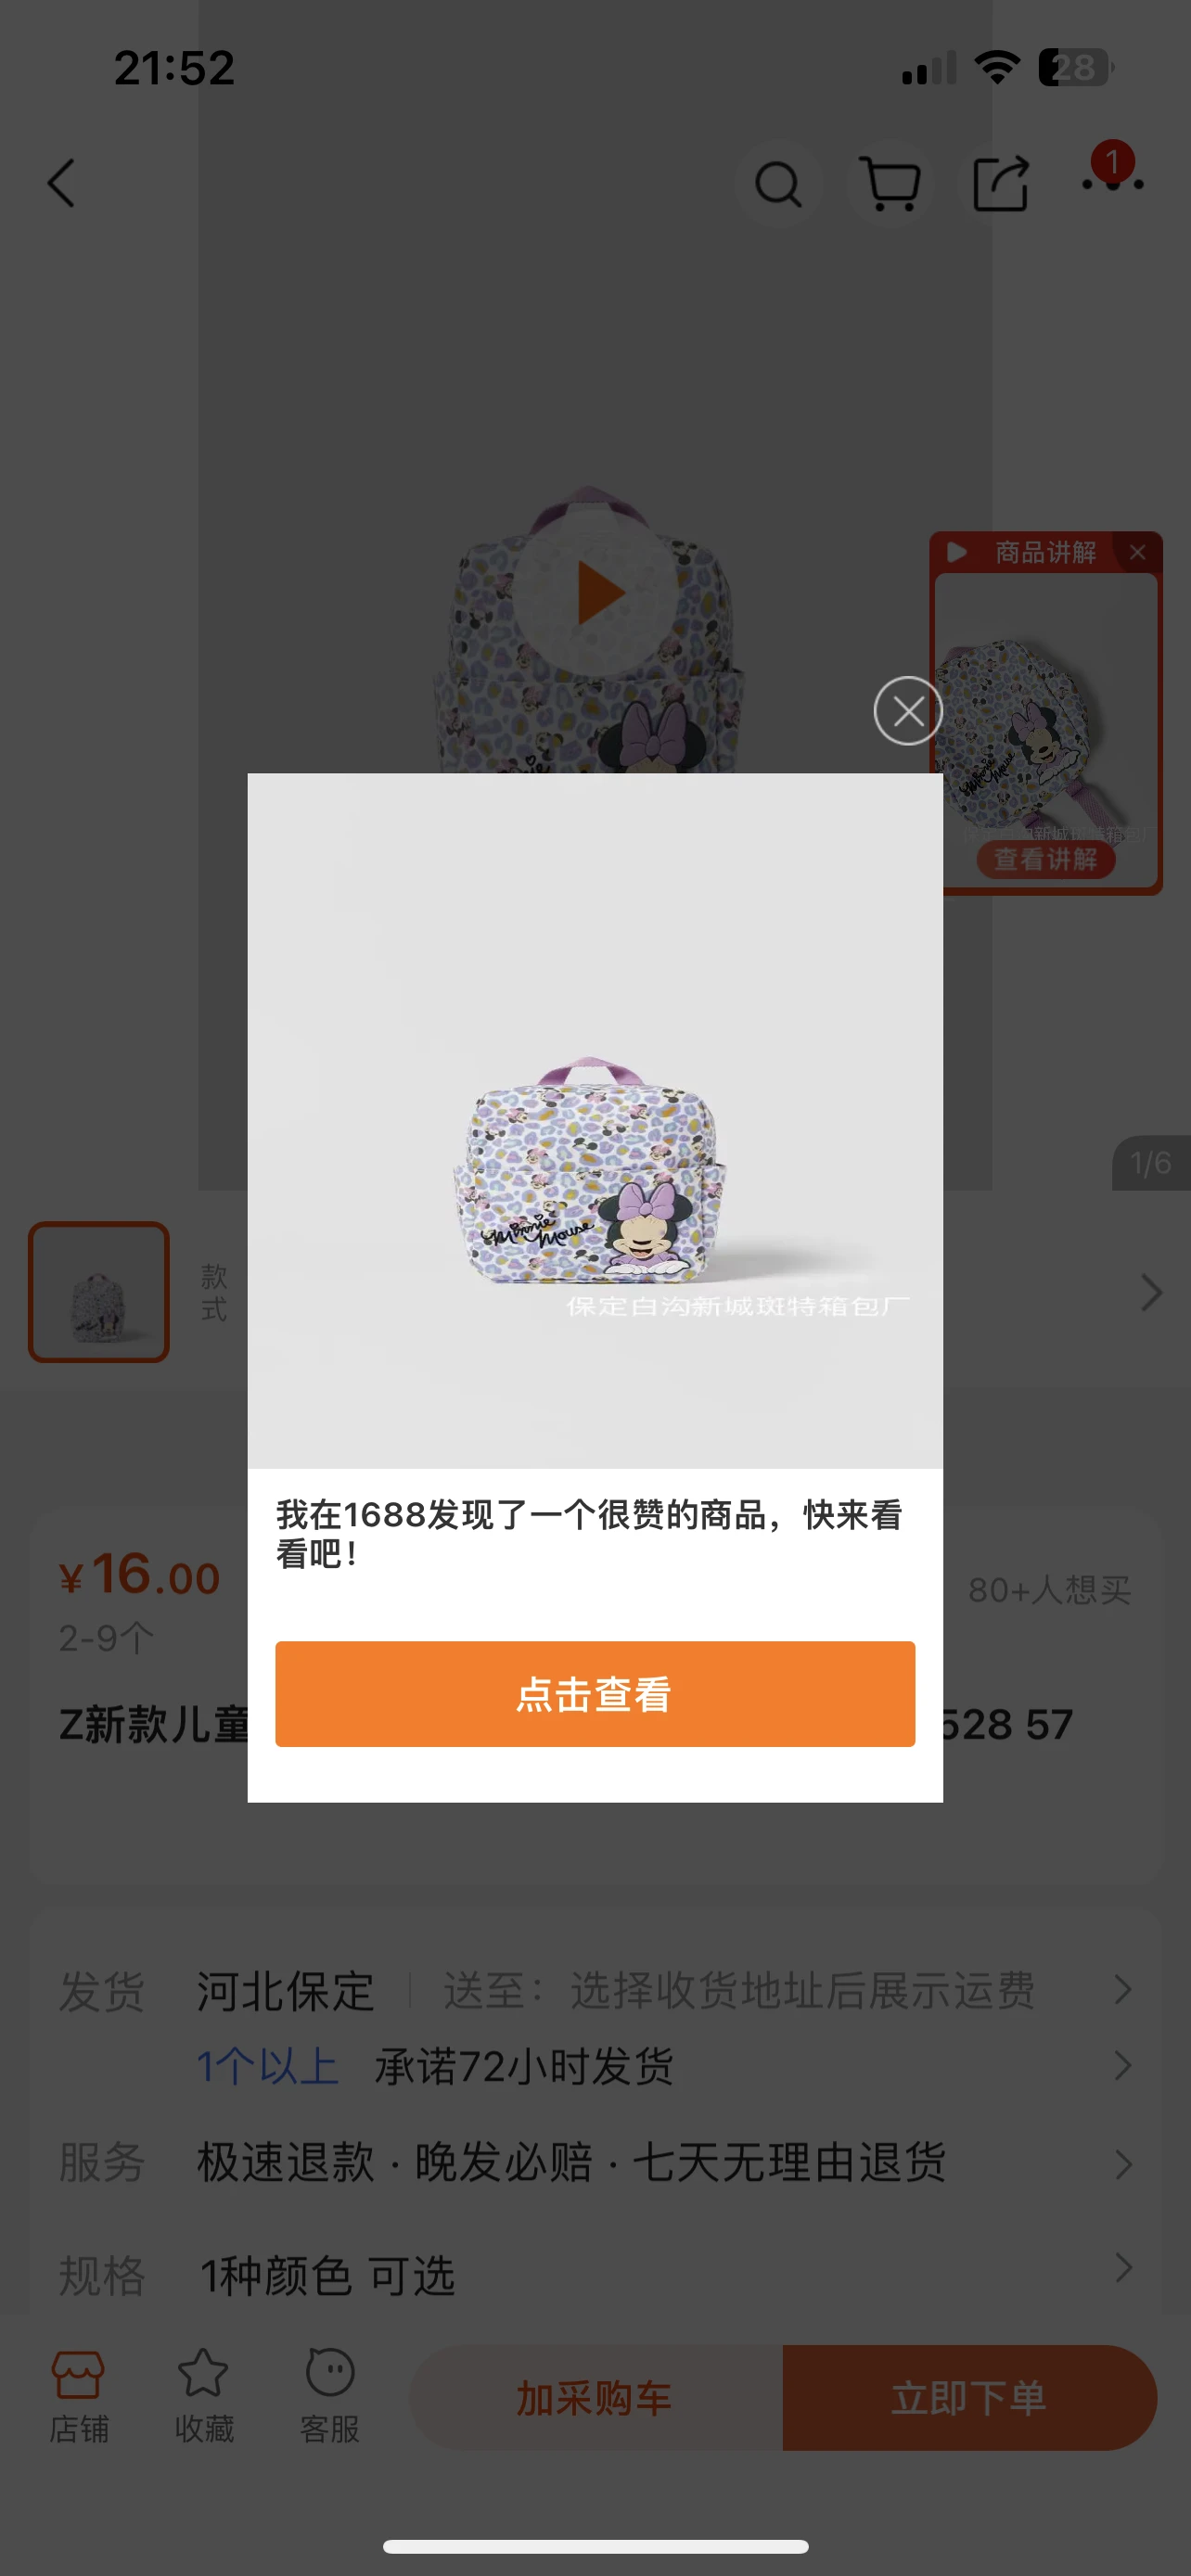 21:52
28
1
商品讲解
Minnie
Mouse
查看讲解
1/6
Minnie
Mouse
保定白沟新城斑特箱包厂
款
式
我在1688发现了一个很赞的商品，快来看
看吧！
点击查看
¥16.00
80+人想买
2-9个
Z新款儿童
528 57
发货 河北保定 送至：选择收货地址后展示运费
1个以上 承诺72小时发货
服务 极速退款 · 晚发必赔 · 七天无理由退货
规格 1种颜色 可选
店铺 收藏 客服 加采购车 立即下单